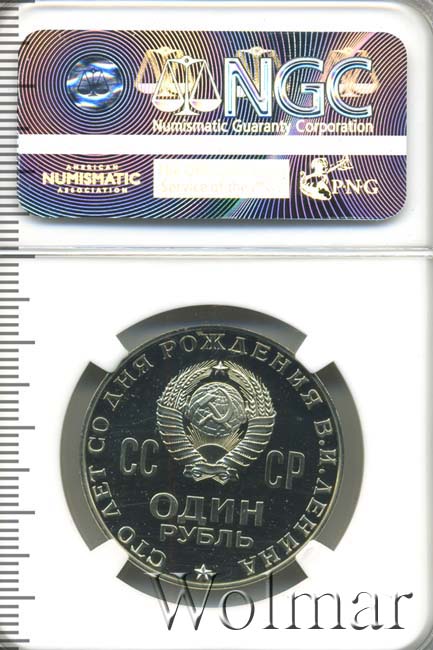 NGC
Numismatic Guaranty Corporation
AMERICAN
NUMISMATIC
ASSOCIATION
PNG
СТО ЛЕТ СО ДНЯ РОЖДЕНИЯ В.И.ЛЕНИНА
СС СР
ОДИН
РУБЛЬ
Wolmar